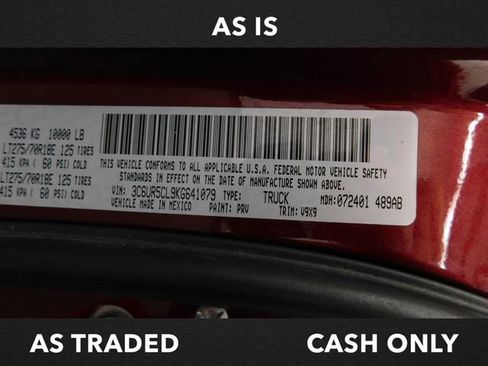 AS IS
4536 KG 10000 LB
LT275/70R18E 125 TIRES
415 KPA ( 60 PSI) COLD
LT275/70R18E 125 TIRES
415 KPA ( 60 PSI) COLD
THIS VEHICLE CONFORMS TO ALL APPLICABLE U.S.A. FEDERAL MOTOR VEHICLE SAFETY
STANDARDS IN EFFECT ON THE DATE OF MANUFACTURE SHOWN ABOVE.
VIN: 3C6UR5CL9KG641079 TYPE: TRUCK MDH: 072401 489AB
VEHICLE MADE IN MEXICO PAINT: PRV TRIM: V9X9
AS TRADED
CASH ONLY